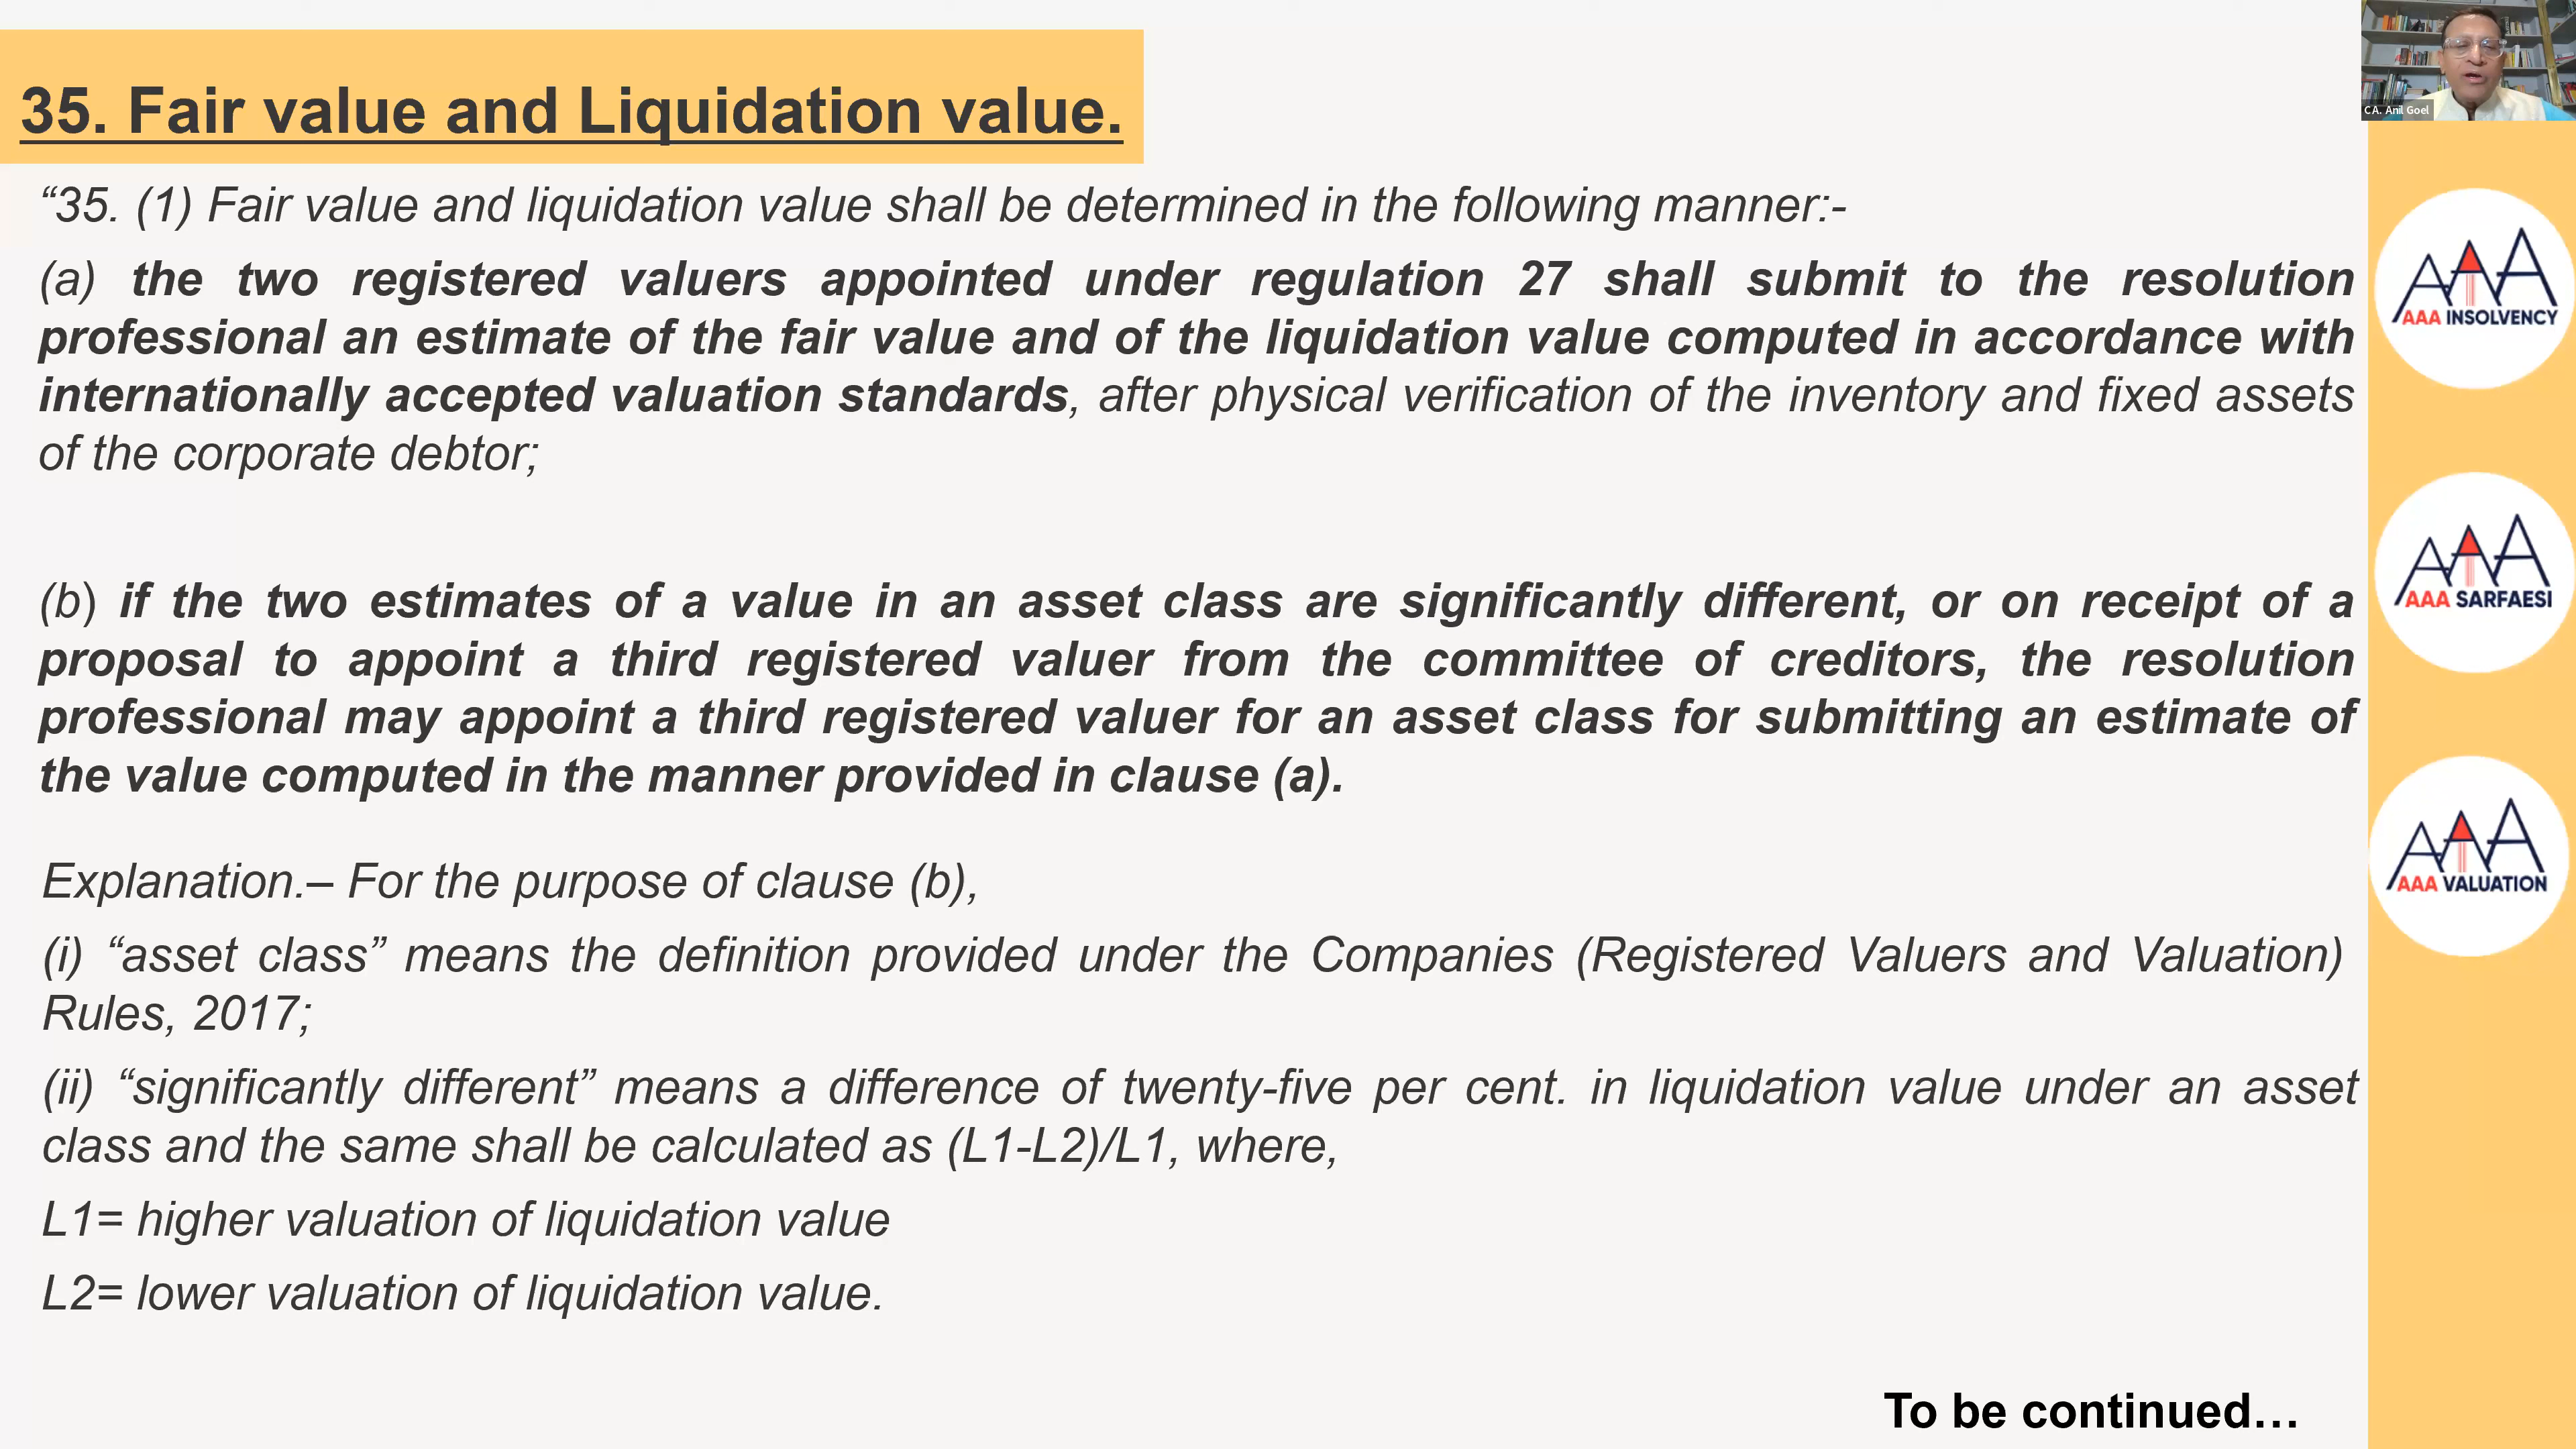 35. Fair value and Liquidation value.
C.A. Anil Goel
“35. (1) Fair value and liquidation value shall be determined in the following manner:-
(a) the two registered valuers appointed under regulation 27 shall submit to the resolution
professional an estimate of the fair value and of the liquidation value computed in accordance with
internationally accepted valuation standards, after physical verification of the inventory and fixed assets
of the corporate debtor;
(b) if the two estimates of a value in an asset class are significantly different, or on receipt of a
proposal to appoint a third registered valuer from the committee of creditors, the resolution
professional may appoint a third registered valuer for an asset class for submitting an estimate of
the value computed in the manner provided in clause (a).
Explanation.– For the purpose of clause (b),
(i) “asset class” means the definition provided under the Companies (Registered Valuers and Valuation)
Rules, 2017;
(ii) “significantly different” means a difference of twenty-five per cent. in liquidation value under an asset
class and the same shall be calculated as (L1-L2)/L1, where,
L1= higher valuation of liquidation value
L2= lower valuation of liquidation value.
To be continued…
AAA INSOLVENCY
AAA SARFAESI
AAA VALUATION